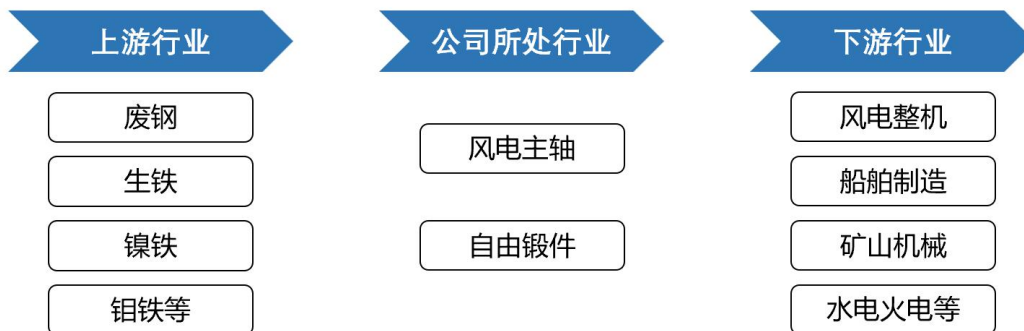 上游行业
废钢
生铁
镍铁
钼铁等
公司所处行业
风电主轴
自由锻件
下游行业
风电整机
船舶制造
矿山机械
水电火电等